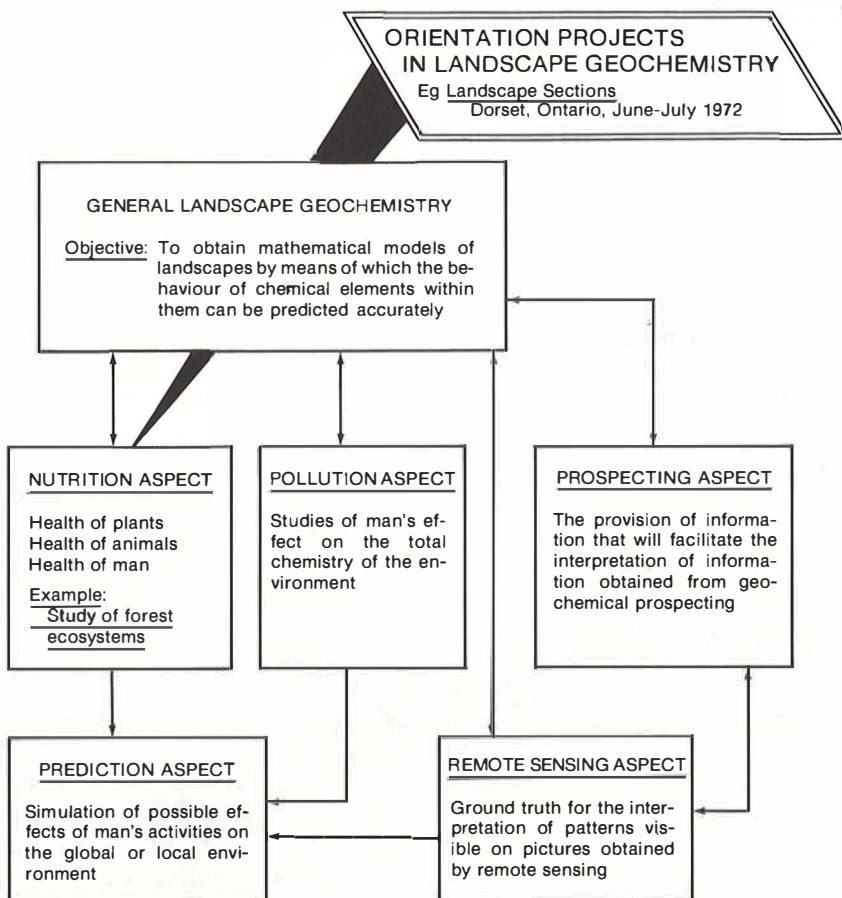 ORIENTATION PROJECTS
IN LANDSCAPE GEOCHEMISTRY
Eg Landscape Sections
Dorset, Ontario, June-July 1972
GENERAL LANDSCAPE GEOCHEMISTRY
Objective: To obtain mathematical models of
landscapes by means of which the be-
haviour of chemical elements within
them can be predicted accurately
NUTRITION ASPECT
Health of plants
Health of animals
Health of man
Example:
Study of forest
ecosystems
POLLUTION ASPECT
Studies of man's ef-
fect on the total
chemistry of the en-
vironment
PROSPECTING ASPECT
The provision of informa-
tion that will facilitate the
interpretation of informa-
tion obtained from geo-
chemical prospecting
PREDICTION ASPECT
Simulation of possible ef-
fects of man's activities on
the global or local envi-
ronment
REMOTE SENSING ASPECT
Ground truth for the inter-
pretation of patterns vis-
ible on pictures obtained
by remote sensing